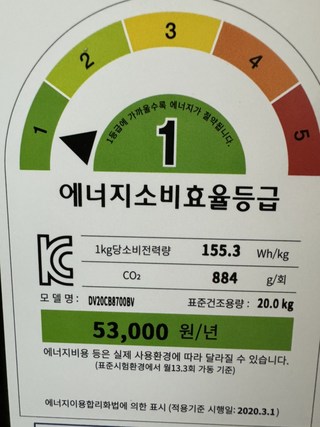 1 2 3 4 5
1등급에 가까울수록 에너지가 절약됩니다.
1
에너지소비효율등급
1kg당소비전력량 155.3 Wh/kg
CO₂ 884 g/회
모 델 명 : DV20CB8700BV 표준건조용량 : 20.0 kg
53,000 원/년
에너지비용 등은 실제 사용환경에 따라 달라질 수 있습니다.
(표준시험환경에서 월13.3회 가동 기준)
에너지이용합리화법에 의한 표시 (적용기준 시행일: 2020.3.1)